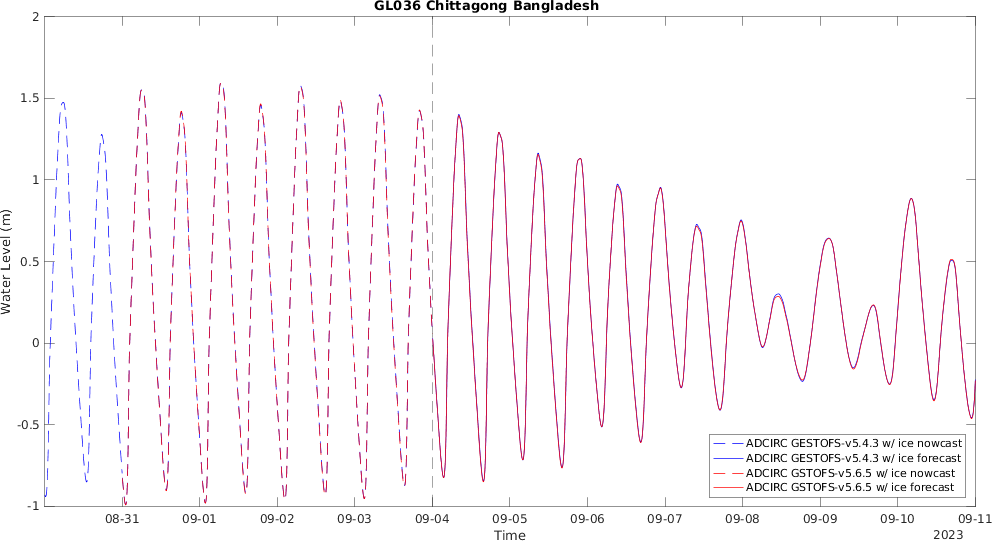 GL036 Chittagong Bangladesh
2
1.5
1
0.5
0
-0.5
-1
Water Level (m)
ADCIRC GESTOFS-v5.4.3 w/ ice nowcast
ADCIRC GESTOFS-v5.4.3 w/ ice forecast
ADCIRC GSTOFS-v5.6.5 w/ ice nowcast
ADCIRC GSTOFS-v5.6.5 w/ ice forecast
08-31 09-01 09-02 09-03 09-04 09-05 09-06 09-07 09-08 09-09 09-10 09-11
Time 2023